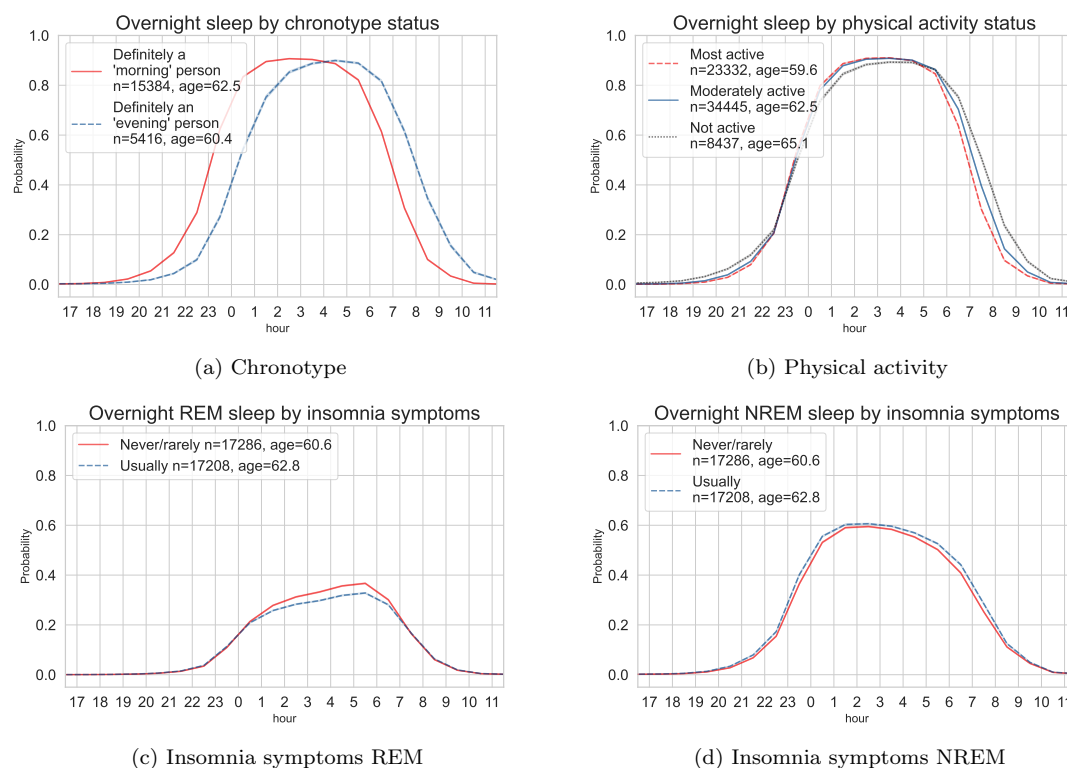 Overnight sleep by chronotype status
1.0
0.8
0.6
0.4
0.2
0.0
Probability
Definitely a
'morning' person
n=15384, age=62.5
Definitely an
'evening' person
n=5416, age=60.4
17 18 19 20 21 22 23 0 1 2 3 4 5 6 7 8 9 10 11
hour
(a) Chronotype
Overnight sleep by physical activity status
1.0
0.8
0.6
0.4
0.2
0.0
Probability
Most active
n=23332, age=59.6
Moderately active
n=34445, age=62.5
Not active
n=8437, age=65.1
17 18 19 20 21 22 23 0 1 2 3 4 5 6 7 8 9 10 11
hour
(b) Physical activity
Overnight REM sleep by insomnia symptoms
1.0
0.8
0.6
0.4
0.2
0.0
Probability
Never/rarely n=17286, age=60.6
Usually n=17208, age=62.8
17 18 19 20 21 22 23 0 1 2 3 4 5 6 7 8 9 10 11
hour
(c) Insomnia symptoms REM
Overnight NREM sleep by insomnia symptoms
1.0
0.8
0.6
0.4
0.2
0.0
Probability
Never/rarely
n=17286, age=60.6
Usually
n=17208, age=62.8
17 18 19 20 21 22 23 0 1 2 3 4 5 6 7 8 9 10 11
hour
(d) Insomnia symptoms NREM